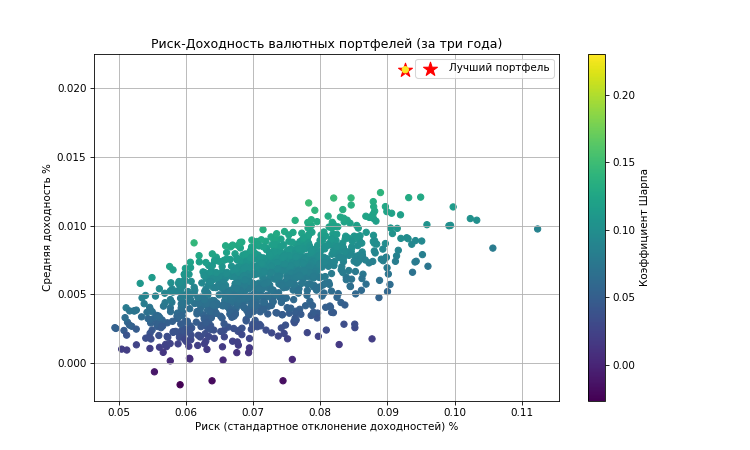 Риск-Доходность валютных портфелей (за три года)
Лучший портфель
0.020
0.015
0.010
0.005
0.000
Средняя доходность %
0.05 0.06 0.07 0.08 0.09 0.10 0.11
Риск (стандартное отклонение доходностей) %
0.20
0.15
0.10
0.05
0.00
Коэффициент Шарпа